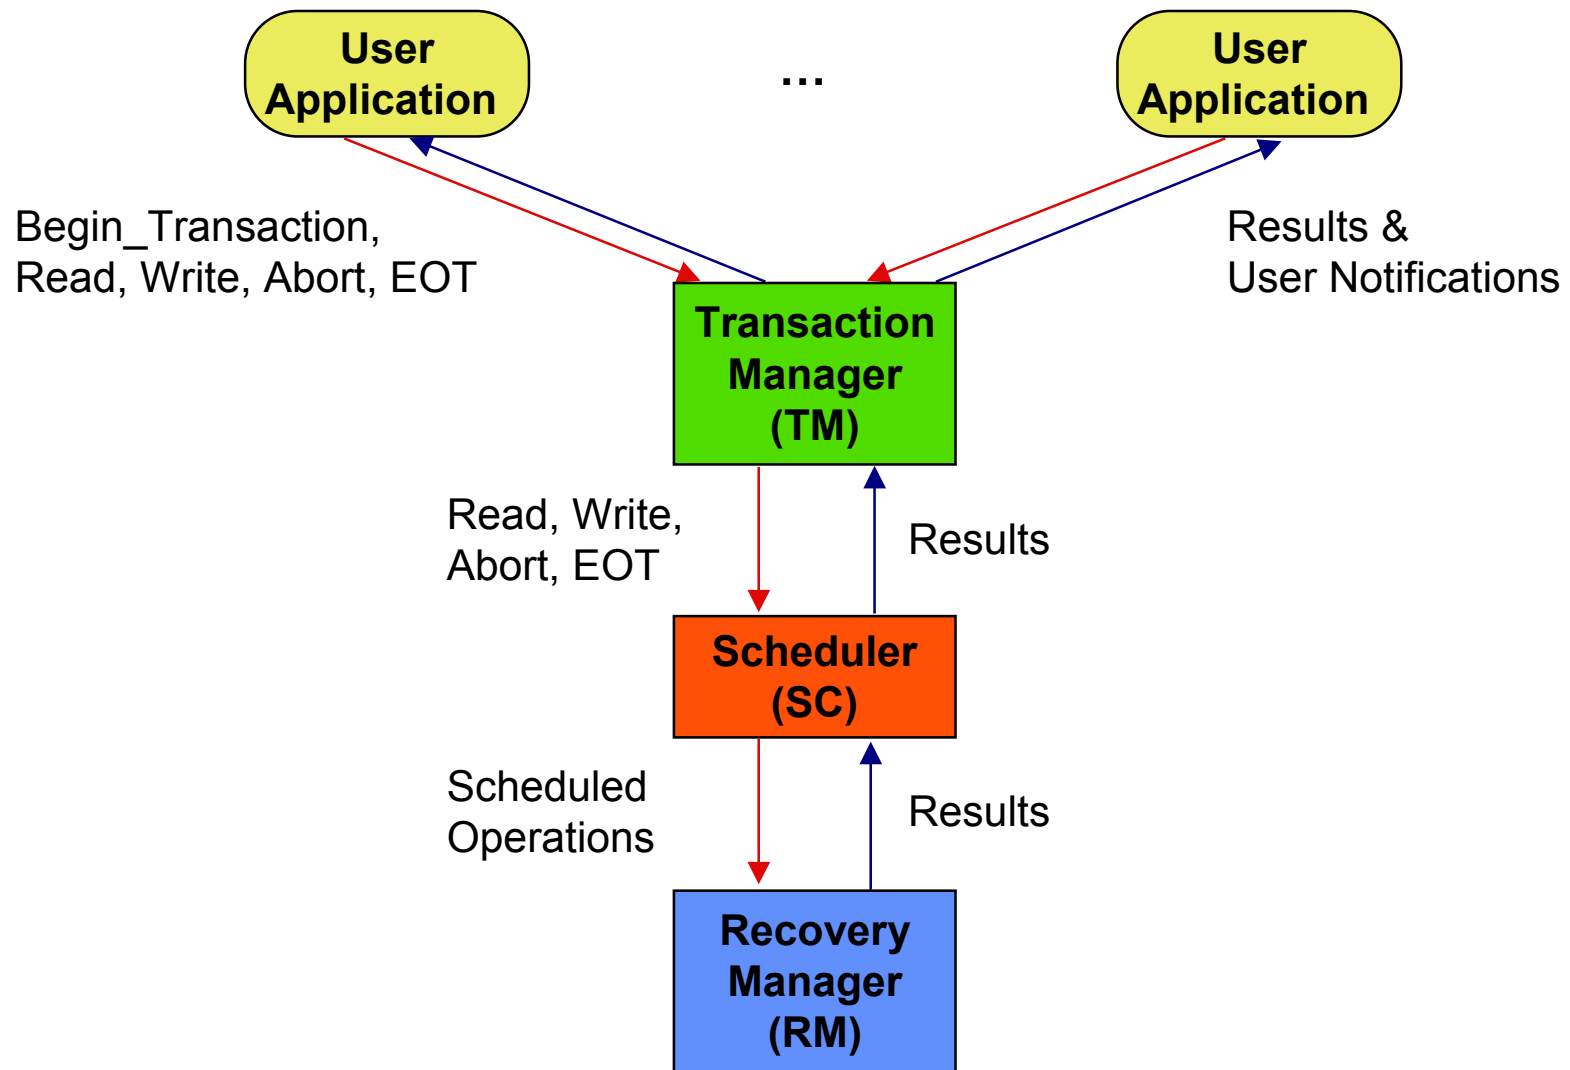 User
Application
...
User
Application
Begin_Transaction,
Read, Write, Abort, EOT
Results &
User Notifications
Transaction
Manager
(TM)
Read, Write,
Abort, EOT
Results
Scheduler
(SC)
Scheduled
Operations
Results
Recovery
Manager
(RM)